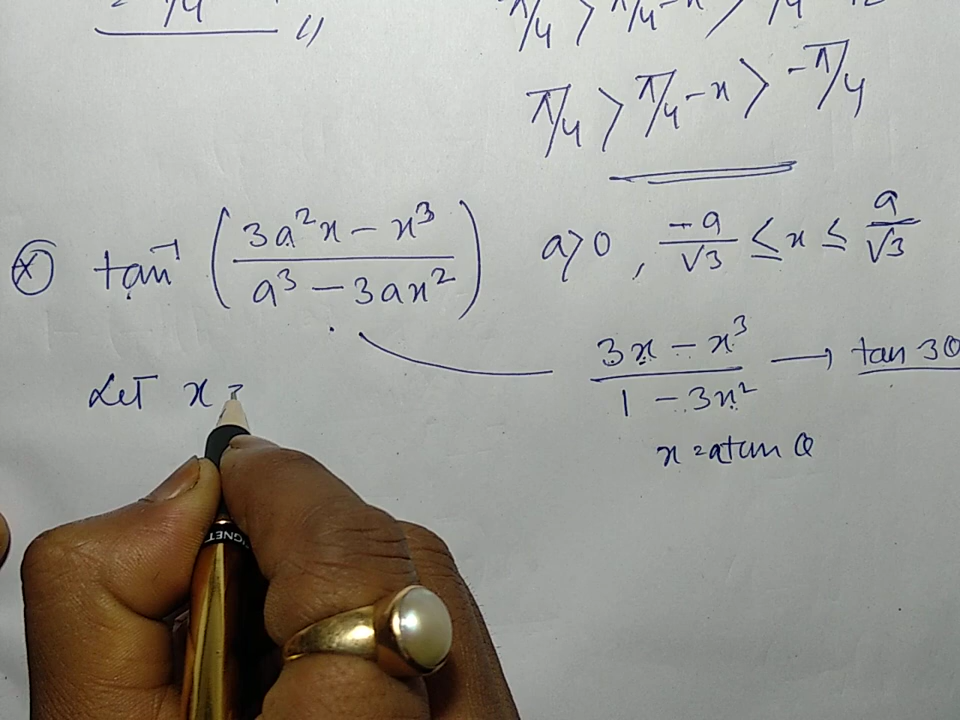 π/4 > π/4 - x > -π/4
tan⁻¹ (3a²x - x³ / a³ - 3ax²) a>0, -a/√3 ≤ x ≤ a/√3
3x - x³ / 1 - 3x² → tan 3θ
Let x =
x = a tan θ